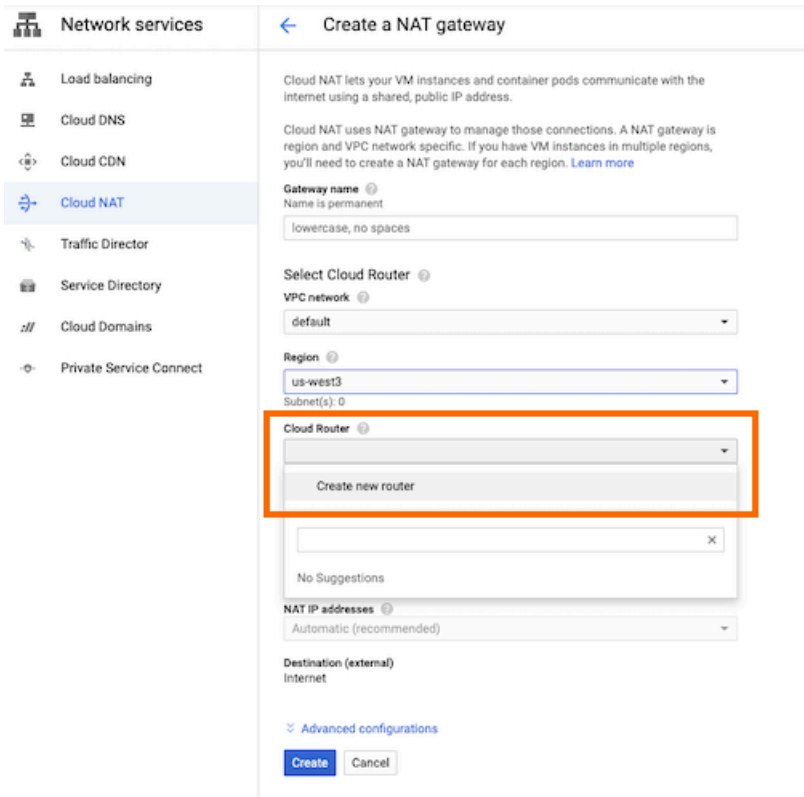 Network services
Create a NAT gateway
Load balancing
Cloud DNS
Cloud CDN
Cloud NAT
Traffic Director
Service Directory
Cloud Domains
Private Service Connect
Cloud NAT lets your VM instances and container pods communicate with the
internet using a shared, public IP address.
Cloud NAT uses NAT gateway to manage those connections. A NAT gateway is
region and VPC network specific. If you have VM instances in multiple regions,
you'll need to create a NAT gateway for each region. Learn more
Gateway name
Name is permanent
lowercase, no spaces
Select Cloud Router
VPC network
default
Region
us-west3
Subnet(s): 0
Cloud Router
Create new router
No Suggestions
NAT IP addresses
Automatic (recommended)
Destination (external)
Internet
Advanced configurations
Create
Cancel